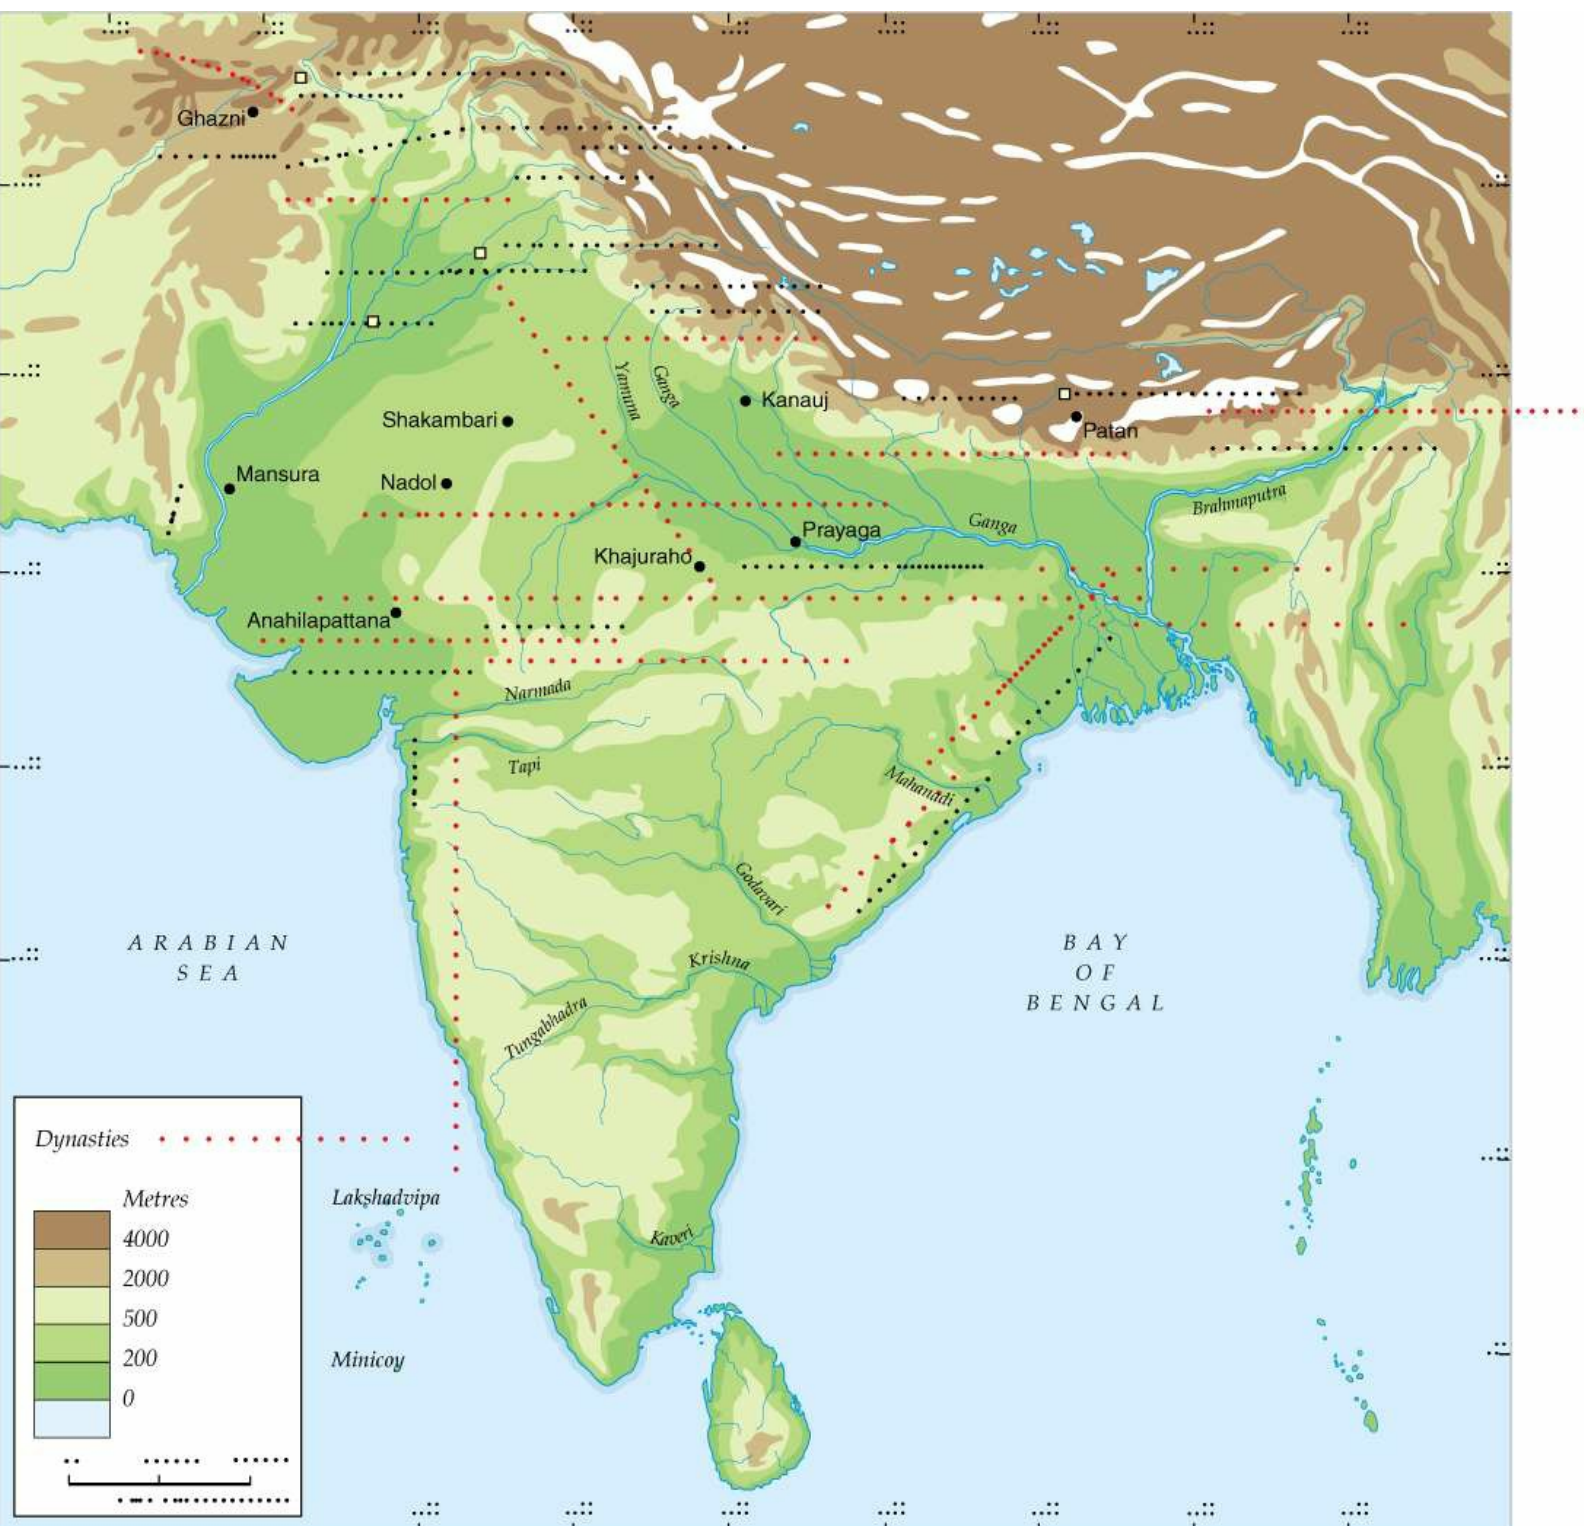 Ghazni
Yamuna
Ganga
Kanauj
Shakambari
Patan
Mansura
Nadol
Brahmaputra
Ganga
Prayaga
Khajuraho
Anahilapattana
Narmada
Tapi
Mahanadi
Godavari
ARABIAN
SEA
BAY
OF
BENGAL
Krishna
Tungabhadra
Dynasties
Metres
4000
2000
500
200
0
Lakshadvipa
Kaveri
Minicoy